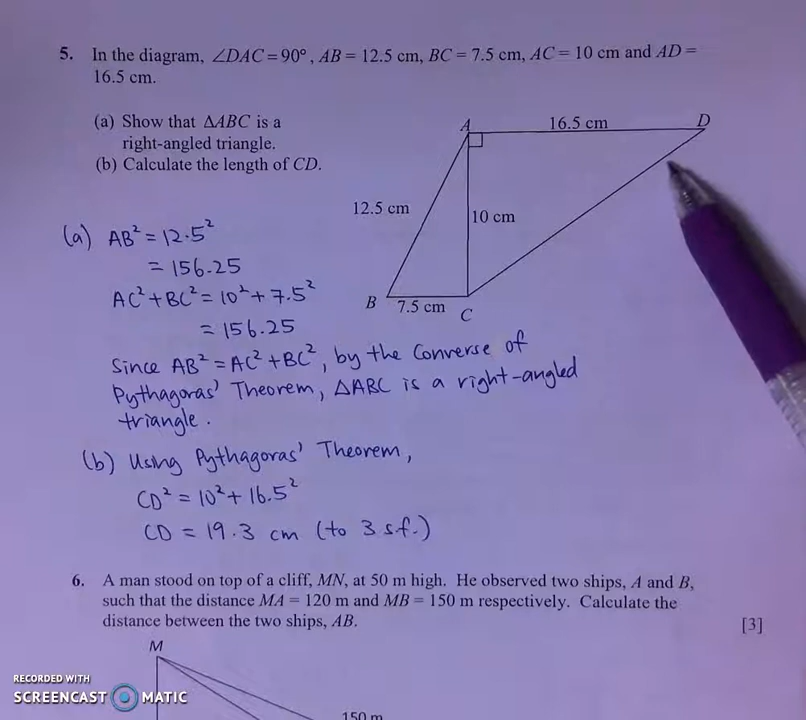 5. In the diagram, ∠DAC = 90°, AB = 12.5 cm, BC = 7.5 cm, AC = 10 cm and AD =
16.5 cm.
(a) Show that ΔABC is a
right-angled triangle.
(b) Calculate the length of CD.
A
16.5 cm
D
12.5 cm
10 cm
B
7.5 cm
C
(a) AB² = 12.5²
= 156.25
AC² + BC² = 10² + 7.5²
= 156.25
Since AB² = AC² + BC², by the Converse of
Pythagoras' Theorem, ΔABC is a right-angled
triangle.
(b) Using Pythagoras' Theorem,
CD² = 10² + 16.5²
CD = 19.3 cm (to 3 s.f.)
6. A man stood on top of a cliff, MN, at 50 m high. He observed two ships, A and B,
such that the distance MA = 120 m and MB = 150 m respectively. Calculate the
distance between the two ships, AB.
[3]
M
150 m
RECORDED WITH
SCREENCAST MATIC